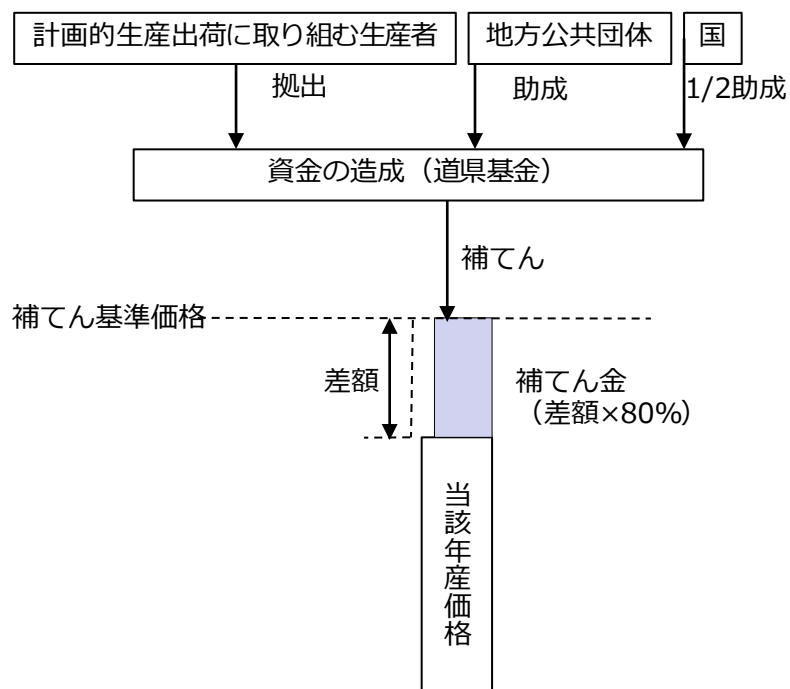 計画的生産出荷に取り組む生産者
地方公共団体
国
拠出
助成
1/2助成
資金の造成（道県基金）
補てん
補てん基準価格
差額
補てん金
（差額×80%）
当該年産価格